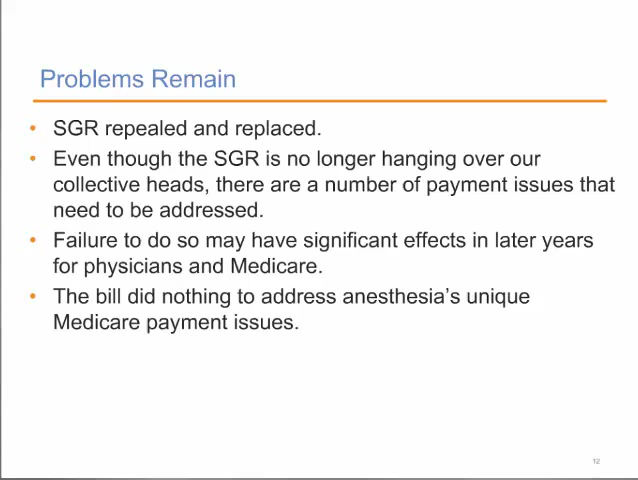 Problems Remain
• SGR repealed and replaced.
• Even though the SGR is no longer hanging over our
collective heads, there are a number of payment issues that
need to be addressed.
• Failure to do so may have significant effects in later years
for physicians and Medicare.
• The bill did nothing to address anesthesia’s unique
Medicare payment issues.
12